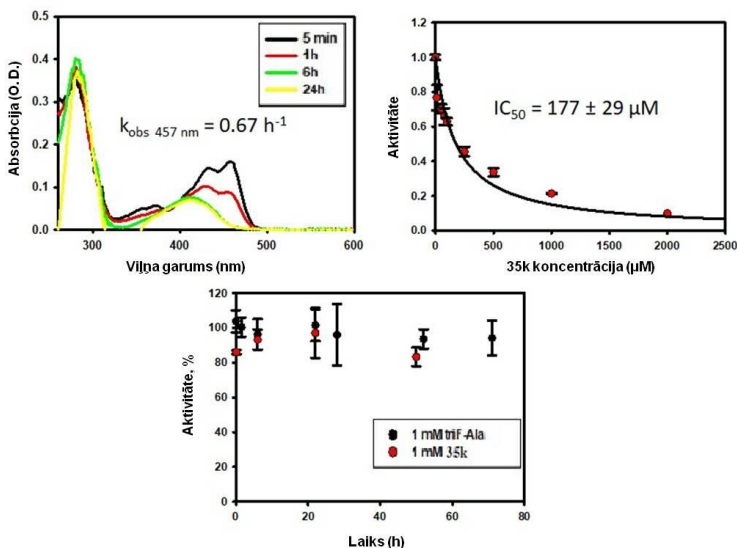 0.5
0.4
0.3
0.2
0.1
0.0
Absorbcija (O. D.)
5 min
1h
6h
24h
k_obs 457 nm = 0.67 h⁻¹
300 400 500 600
Viļņa garums (nm)
1.2
1.0
0.8
0.6
0.4
0.2
0.0
Aktivitāte
IC₅₀ = 177 ± 29 µM
0 500 1000 1500 2000 2500
35k koncentrācija (µM)
120
100
80
60
40
20
0
Aktivitāte, %
1 mM triF-Ala
1 mM 35k
0 20 40 60 80
Laiks (h)